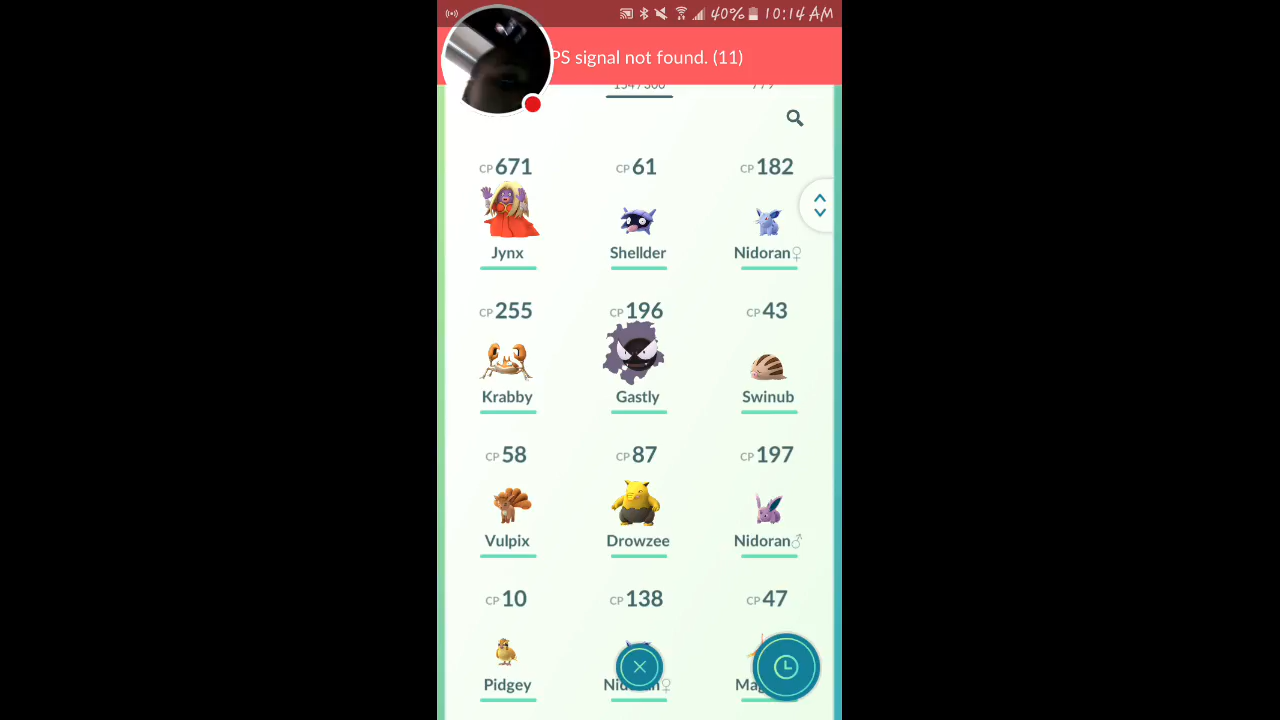 40% 10:14 AM
PS signal not found. (11)
154/300
CP 671 CP 61 CP 182
Jynx Shellder Nidoran♀
CP 255 CP 196 CP 43
Krabby Gastly Swinub
CP 58 CP 87 CP 197
Vulpix Drowzee Nidoran♂
CP 10 CP 138 CP 47
Pidgey